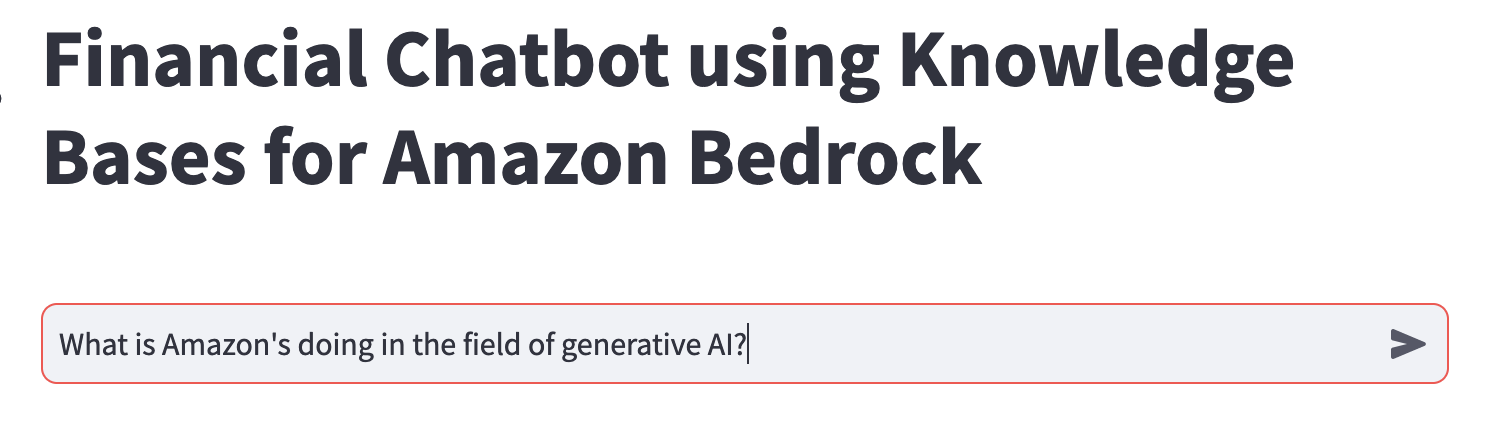 Financial Chatbot using Knowledge
Bases for Amazon Bedrock
What is Amazon's doing in the field of generative AI?